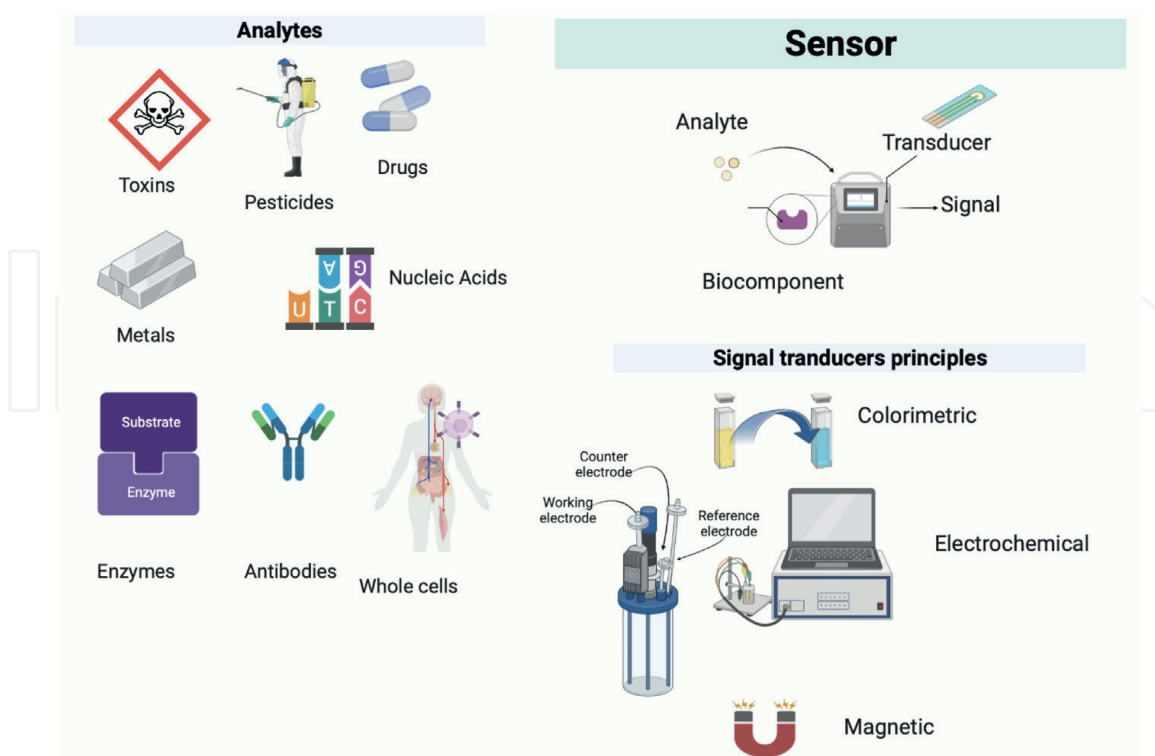 Analytes
Toxins
Pesticides
Drugs
Metals
A G
U T C
Nucleic Acids
Substrate
Enzyme
Enzymes
Antibodies
Whole cells
Sensor
Analyte
Transducer
Signal
Biocomponent
Signal tranducers principles
Colorimetric
Counter
electrode
Working
electrode
Reference
electrode
Electrochemical
Magnetic